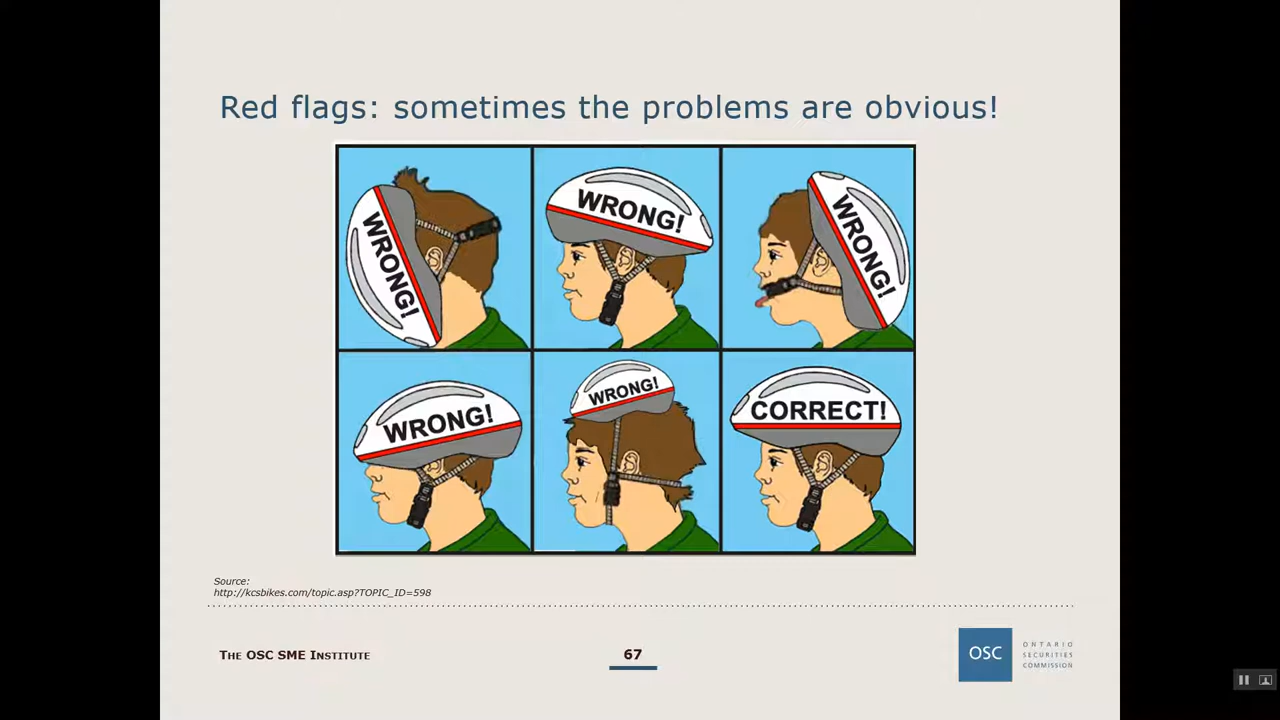 Red flags: sometimes the problems are obvious!
WRONG!
WRONG!
WRONG!
WRONG!
WRONG!
CORRECT!
Source:
http://kcsbikes.com/topic.asp?TOPIC_ID=598
THE OSC SME INSTITUTE
67
OSC
ONTARIO
SECURITIES
COMMISSION